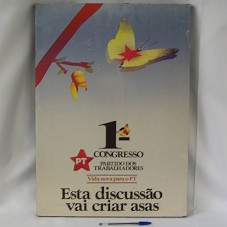 1º
CONGRESSO
PT
PARTIDO DOS
TRABALHADORES
Vida nova para o PT
Esta discussão
vai criar asas